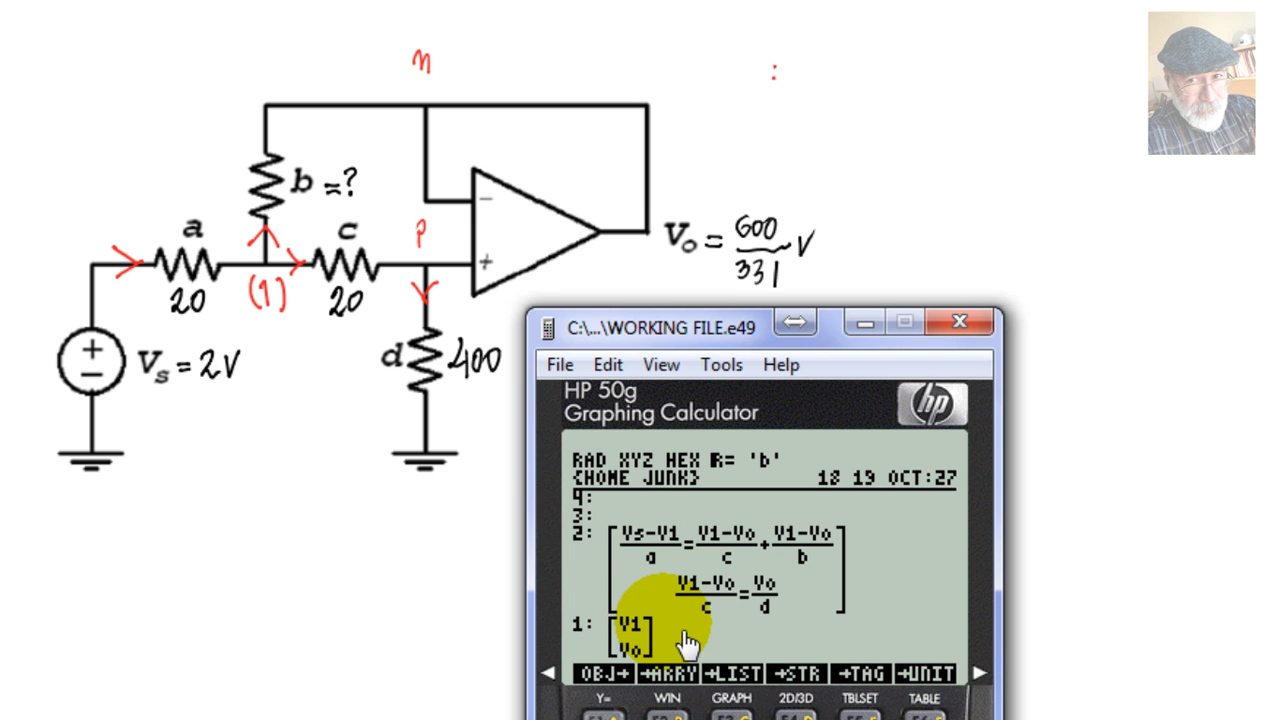 n
:
b =?
a
c
p
−
+
20
(1)
20
Vo = 600/331 V
+
−
Vs = 2V
d
400
C:\...\WORKING FILE.e49
File Edit View Tools Help
HP 50g
Graphing Calculator
hp
RAD XYZ HEX R= 'b'
{HOME JUNK} 18 19 OCT:27
4:
3:
2: [ (Vs-V1)/a = (V1-Vo)/c + (V1-Vo)/b
(V1-Vo)/c = Vo/d ]
1: [V1
Vo]
OBJ→ →ARRY →LIST →STR →TAG →UNIT
Y= WIN GRAPH 2D/3D TBLSET TABLE